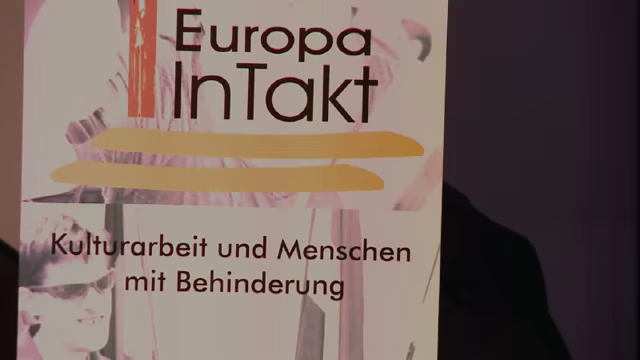 Europa
InTakt
Kulturarbeit und Menschen
mit Behinderung